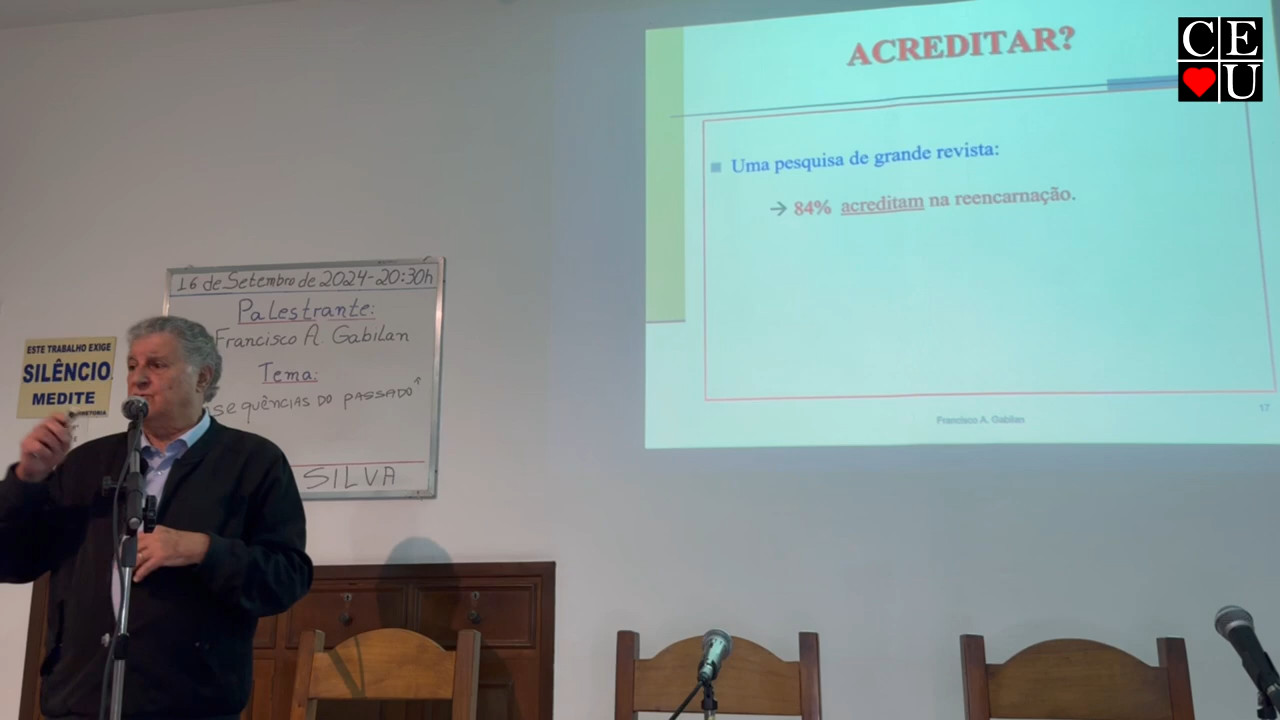 ACREDITAR?
Uma pesquisa de grande revista:
→ 84% acreditam na reencarnação.
Francisco A. Gabilan
17
CE
U
16 de Setembro de 2024-20:30h
Palestrante:
Francisco A. Gabilan
Tema:
sequências do passado"
SILVA
ESTE TRABALHO EXIGE
SILÊNCIO
MEDITE
DIRETORIA